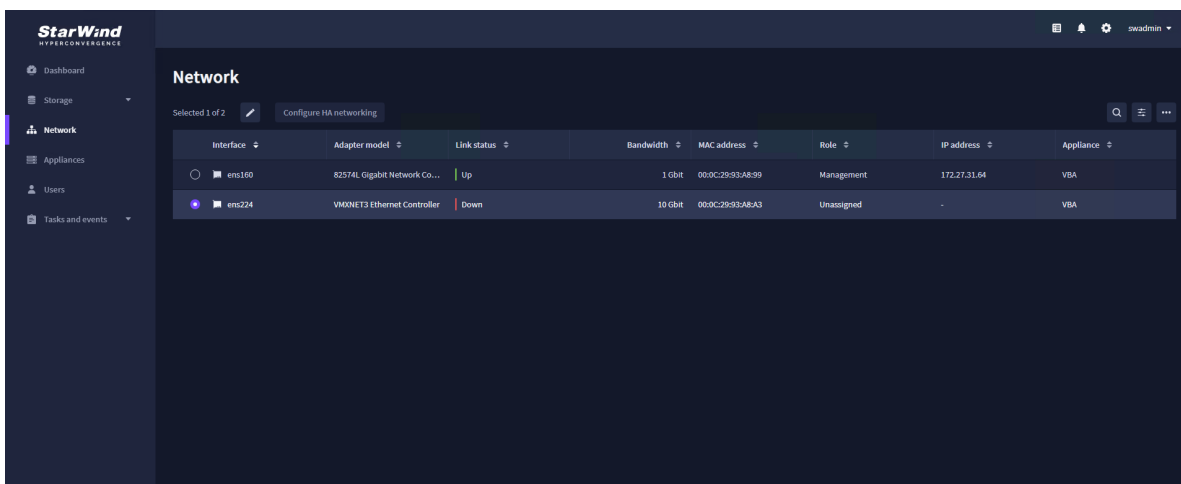 StarWind
HYPERCONVERGENCE
swadmin
Dashboard
Storage
Network
Appliances
Users
Tasks and events
Network
Selected 1 of 2 Configure HA networking
Interface Adapter model Link status Bandwidth MAC address Role IP address Appliance
ens160 82574L Gigabit Network Co... Up 1 Gbit 00:0C:29:93:A8:99 Management 172.27.31.64 VBA
ens224 VMXNET3 Ethernet Controller Down 10 Gbit 00:0C:29:93:A8:A3 Unassigned - VBA